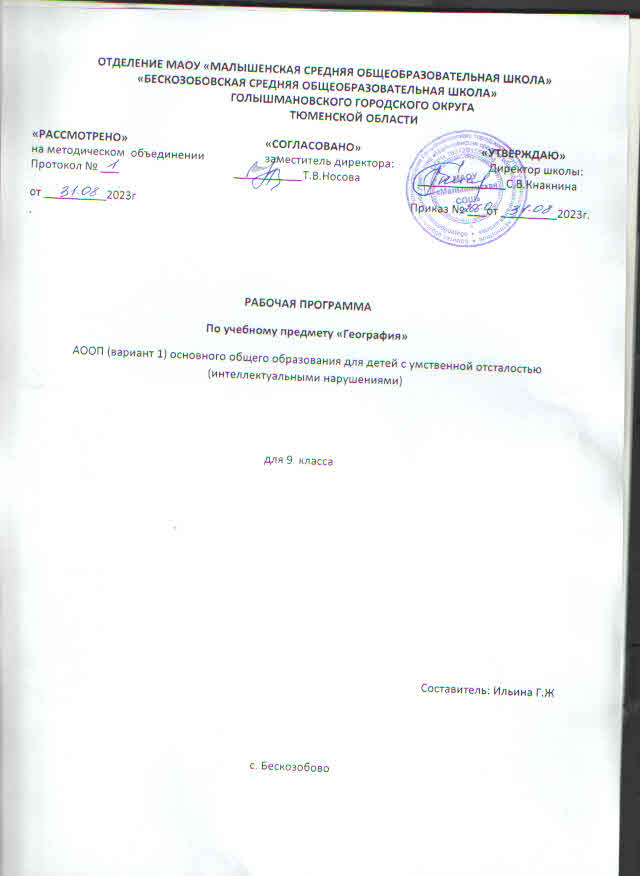 ОТДЕЛЕНИЕ МАОУ «МАЛЫШЕНСКАЯ СРЕДНЯЯ ОБЩЕОБРАЗОВАТЕЛЬНАЯ ШКОЛА»
«БЕСКОЗОБОВСКАЯ СРЕДНЯЯ ОБЩЕОБРАЗОВАТЕЛЬНАЯ ШКОЛА»
ГОЛЫШМАНОВСКОГО ГОРОДСКОГО ОКРУГА
ТЮМЕНСКОЙ ОБЛАСТИ
«РАССМОТРЕНО»
на методическом объединении
Протокол № 1
от 31.08 2023г
«СОГЛАСОВАНО»
заместитель директора:
Т.В.Носова
«УТВЕРЖДАЮ»
Директор школы:
С.В.Кнакнина
Приказ № от 31.08 2023г.
МАОУ
«Малышенская
СОШ»
РАБОЧАЯ ПРОГРАММА
По учебному предмету «География»
АООП (вариант 1) основного общего образования для детей с умственной отсталостью
(интеллектуальными нарушениями)
для 9 класса
Составитель: Ильина Г.Ж
с. Бескозобово